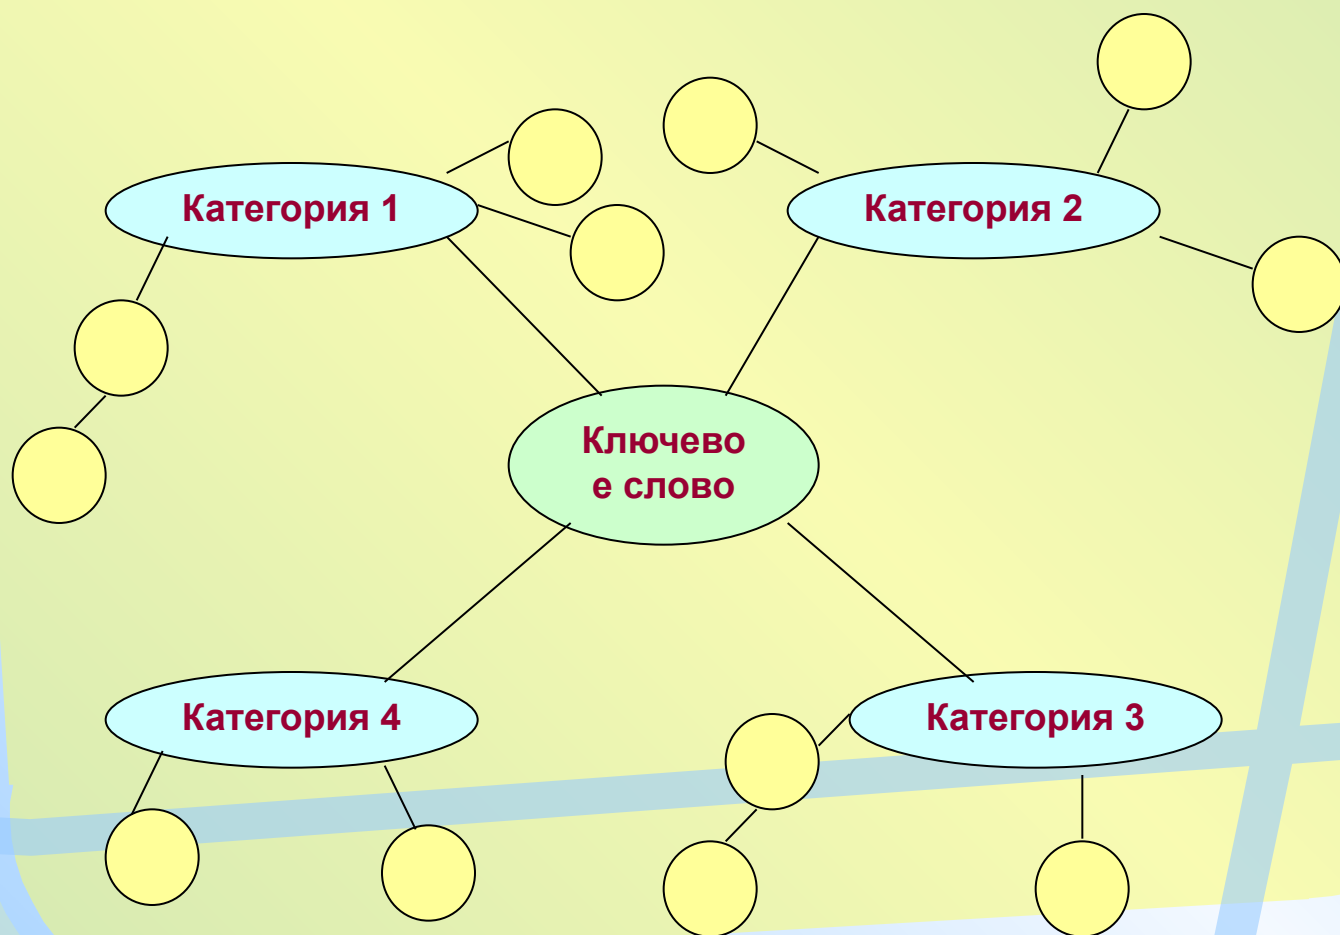 Категория 1
Категория 2
Ключево
е слово
Категория 4
Категория 3